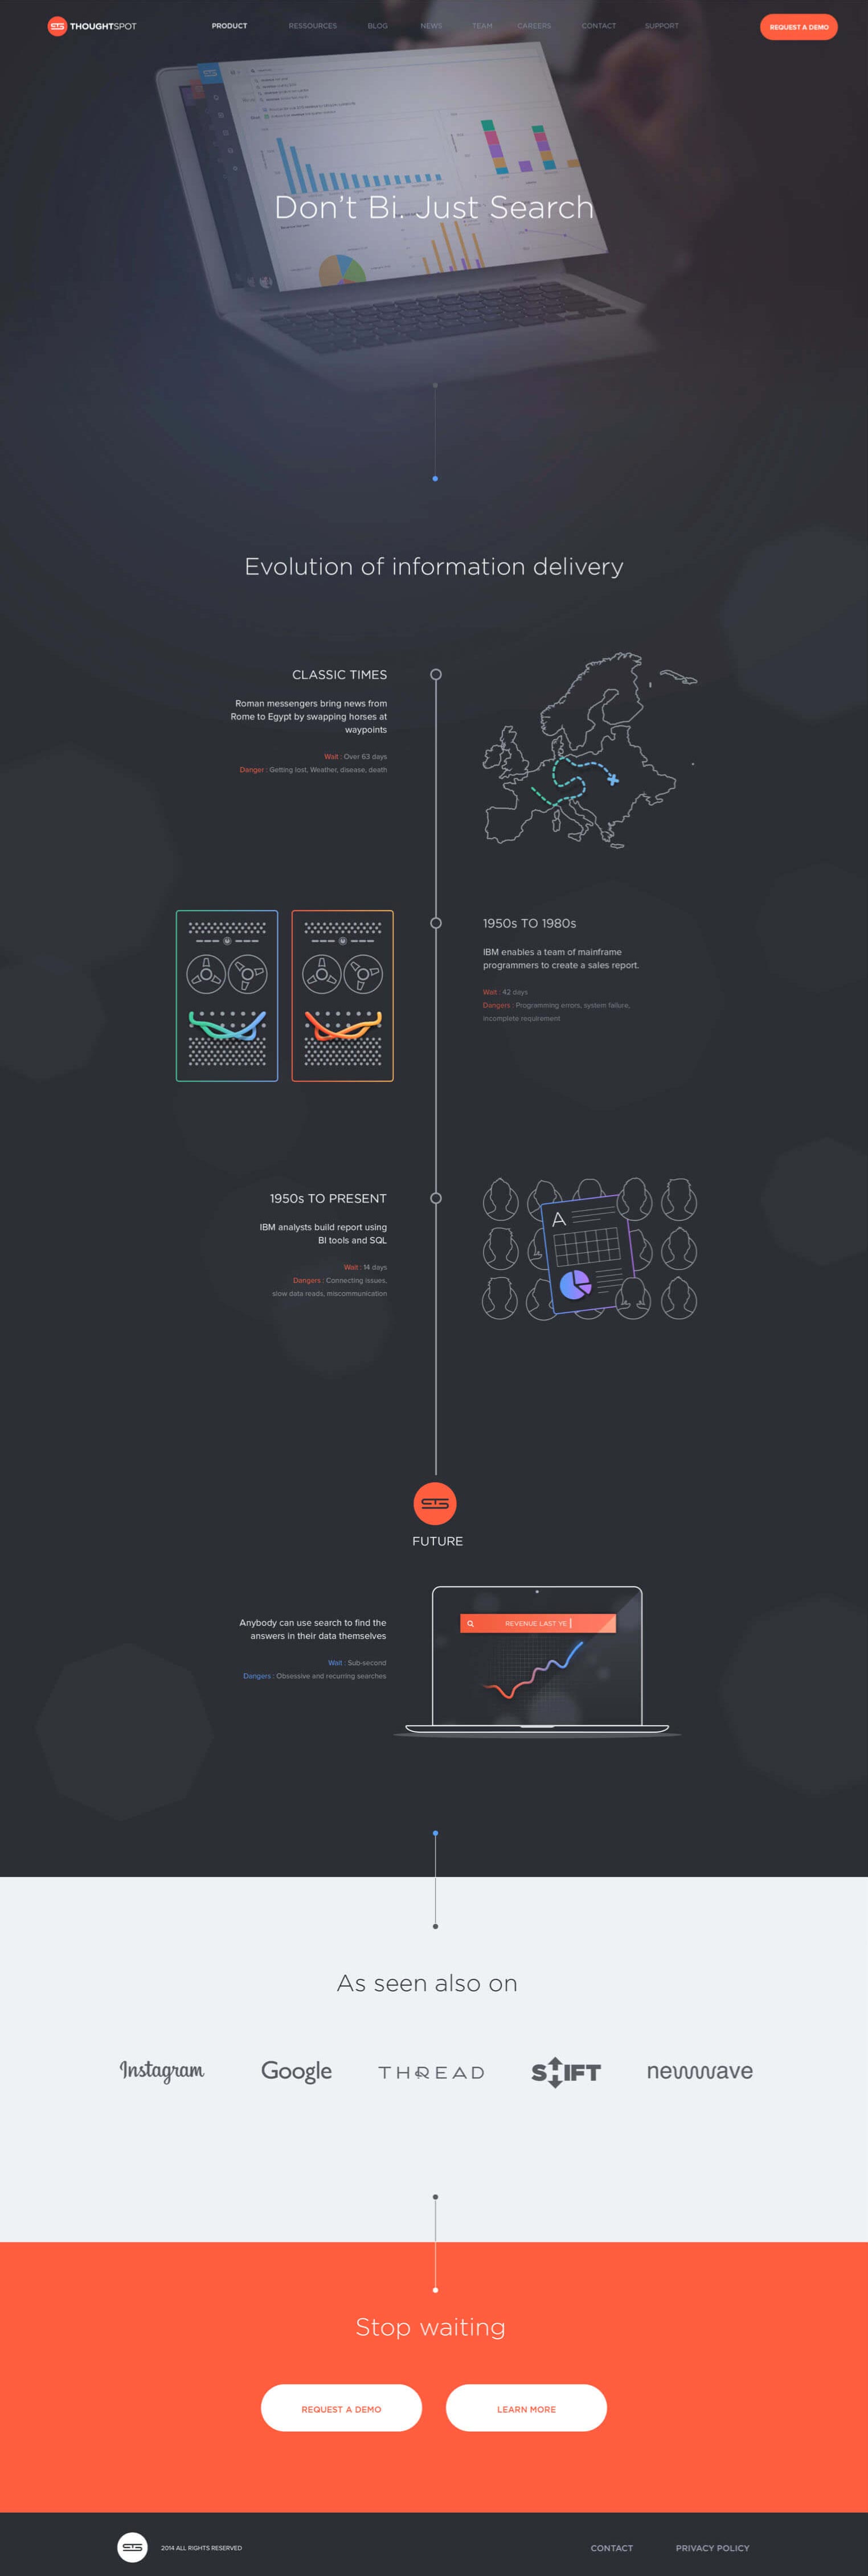 THOUGHTSPOT
PRODUCT
RESSOURCES
BLOG
NEWS
TEAM
CAREERS
CONTACT
SUPPORT
REQUEST A DEMO
Don't Bi. Just Search
Evolution of information delivery
CLASSIC TIMES
Roman messengers bring news from
Rome to Egypt by swapping horses at
waypoints
Wait : Over 63 days
Danger : Getting lost, Weather, disease, death
1950s TO 1980s
IBM enables a team of mainframe
programmers to create a sales report.
Wait : 42 days
Dangers : Programming errors, system failure,
incomplete requirement
1950s TO PRESENT
IBM analysts build report using
BI tools and SQL
Wait : 14 days
Dangers : Connecting issues,
slow data reads, miscommunication
A
FUTURE
Anybody can use search to find the
answers in their data themselves
Wait : Sub-second
Dangers : Obsessive and recurring searches
REVENUE LAST YE
As seen also on
Instagram
Google
THREAD
SHIFT
newwave
Stop waiting
REQUEST A DEMO
LEARN MORE
2014 ALL RIGHTS RESERVED
CONTACT
PRIVACY POLICY